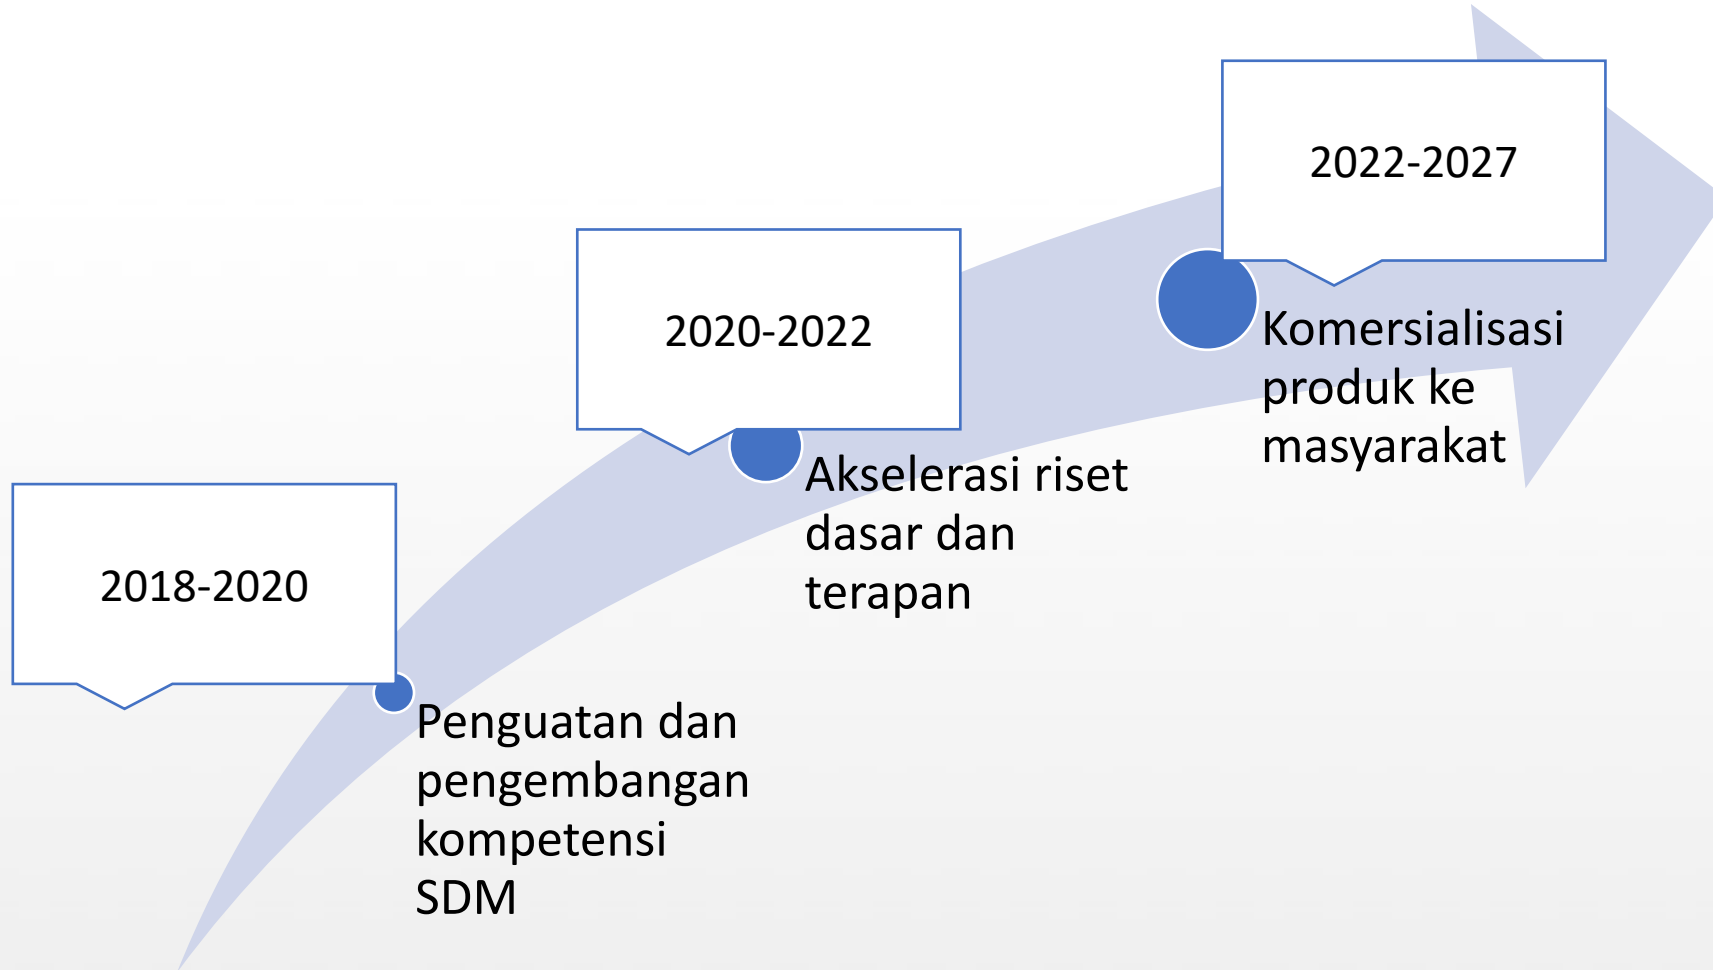 2018-2020
Penguatan dan
pengembangan
kompetensi
SDM
2020-2022
Akselerasi riset
dasar dan
terapan
2022-2027
Komersialisasi
produk ke
masyarakat